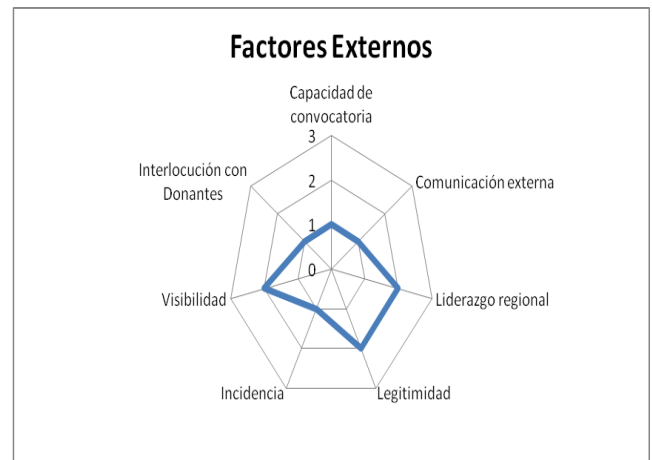 Factores Externos
Capacidad de
convocatoria
3
2
1
0
Comunicación externa
Liderazgo regional
Legitimidad
Incidencia
Visibilidad
Interlocución con
Donantes